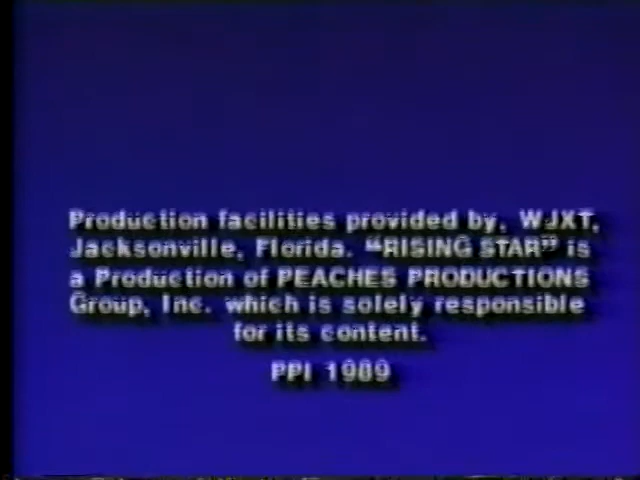 Production facilities provided by, WJXT,
Jacksonville, Florida. "RISING STAR" is
a Production of PEACHES PRODUCTIONS
Group, Inc. which is solely responsible
for its content.
PPI 1989